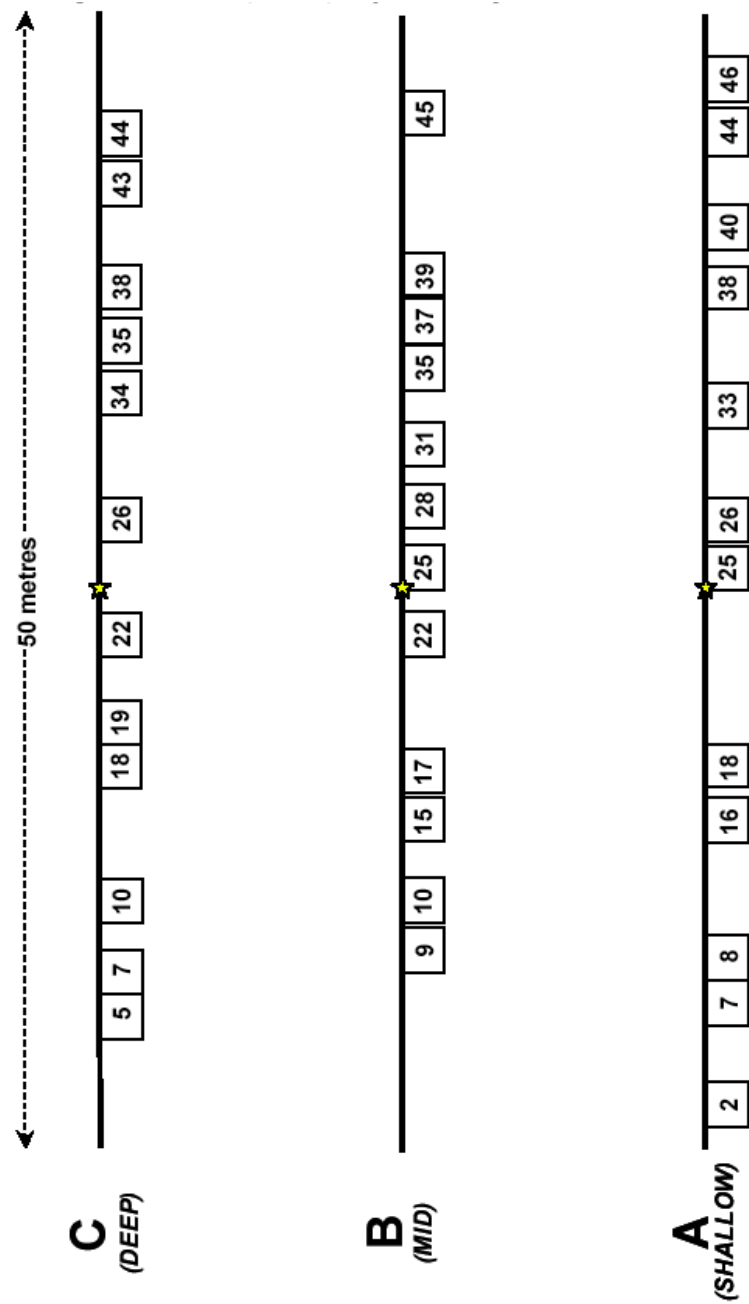 50 metres
C
(DEEP)
5 7 10 18 19 22 26 34 35 38 43 44
B
(MID)
9 10 15 17 22 25 28 31 35 37 39 45
A
(SHALLOW)
2 7 8 16 18 25 26 33 38 40 44 46